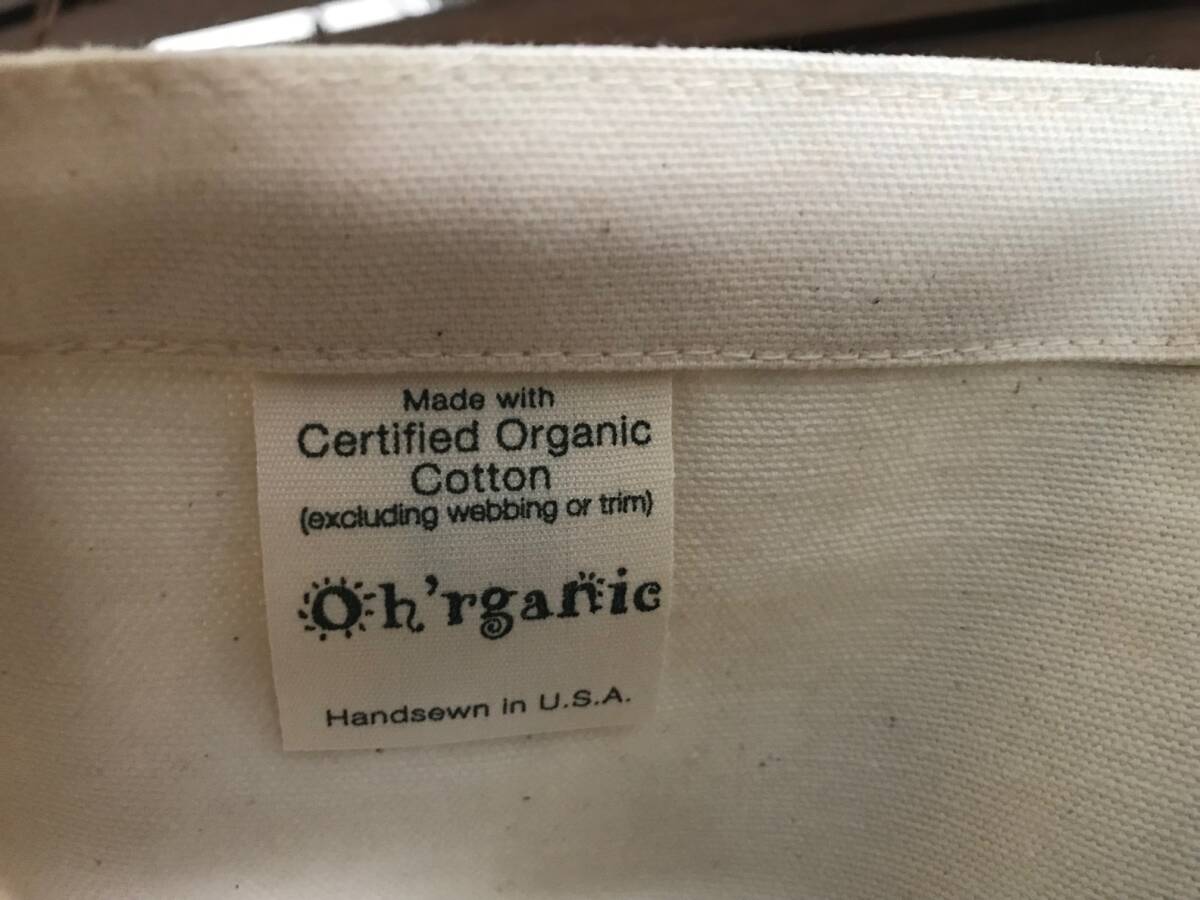 Made with
Certified Organic
Cotton
(excluding webbing or trim)
Oh'rganic
Handsewn in U.S.A.